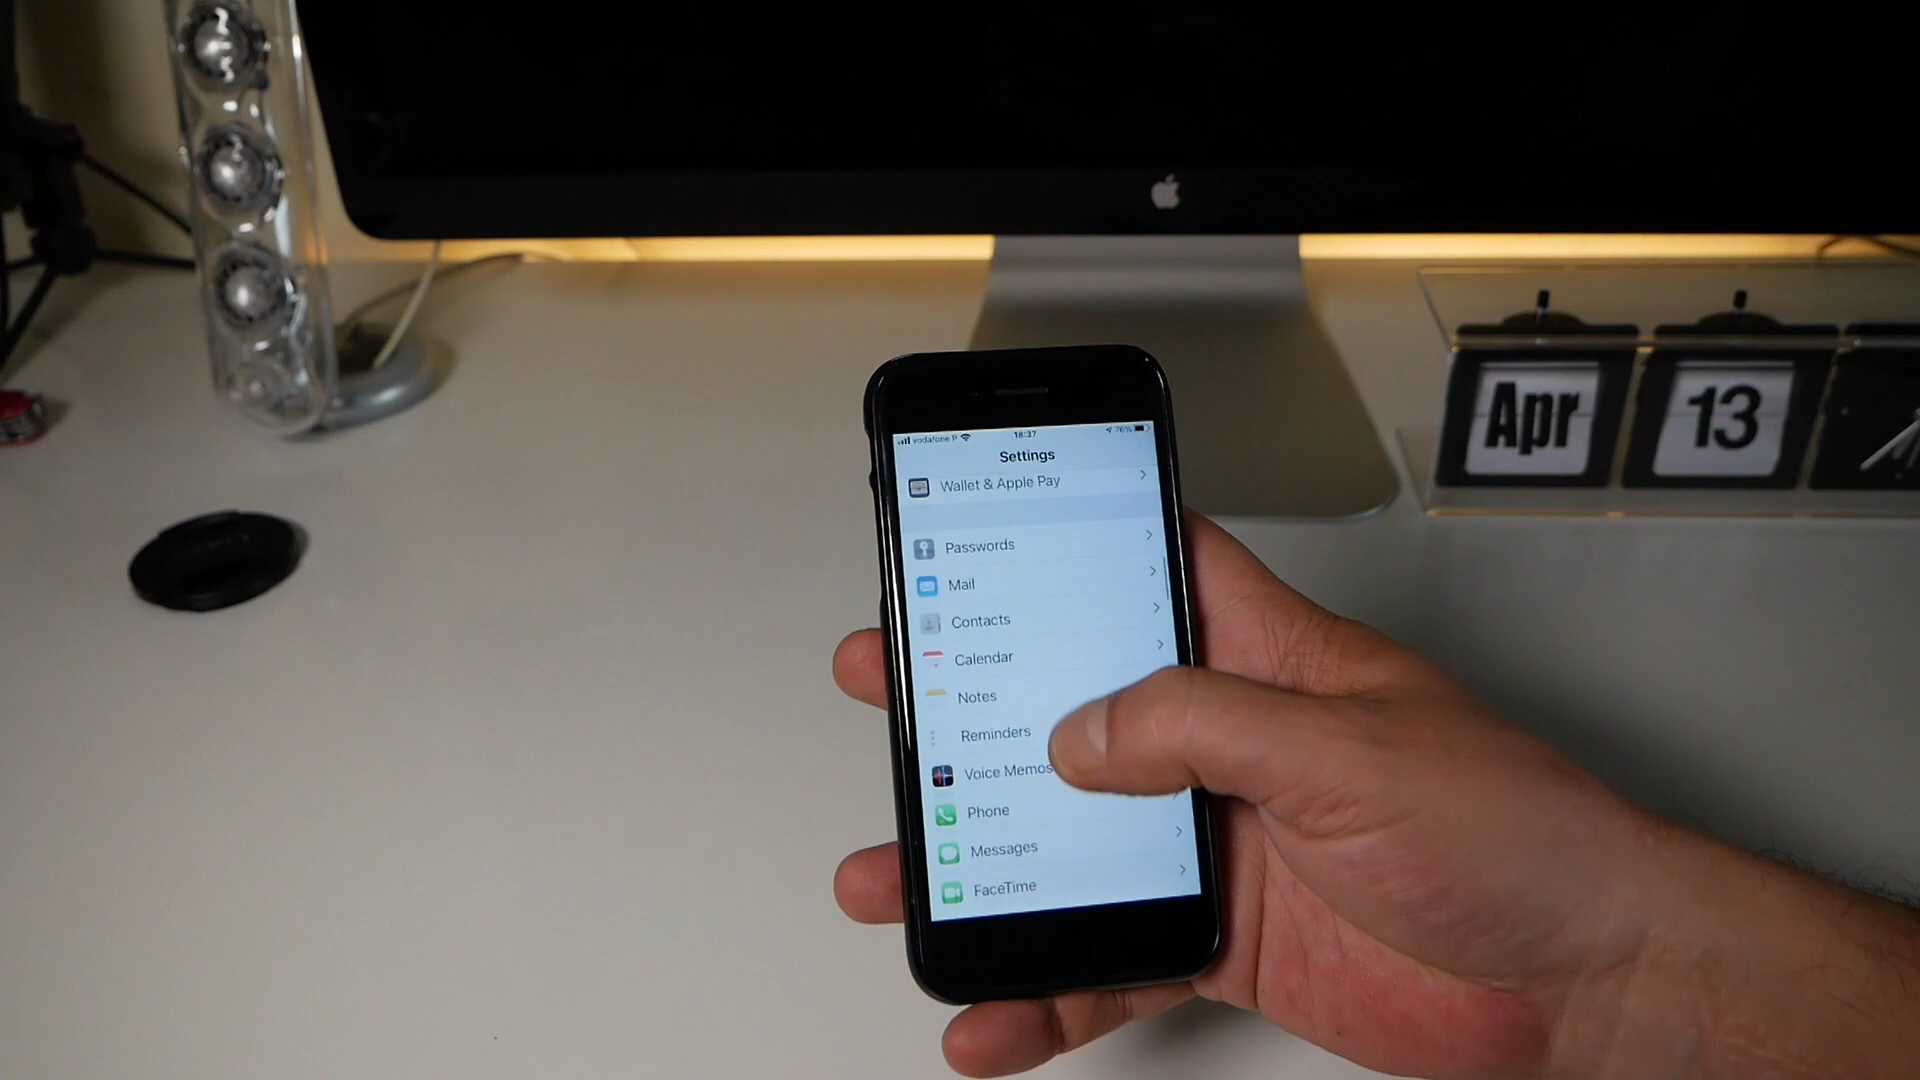 vodafone P 18:37 76%
Settings
Wallet & Apple Pay
Passwords
Mail
Contacts
Calendar
Notes
Reminders
Voice Memos
Phone
Messages
FaceTime
Apr 13